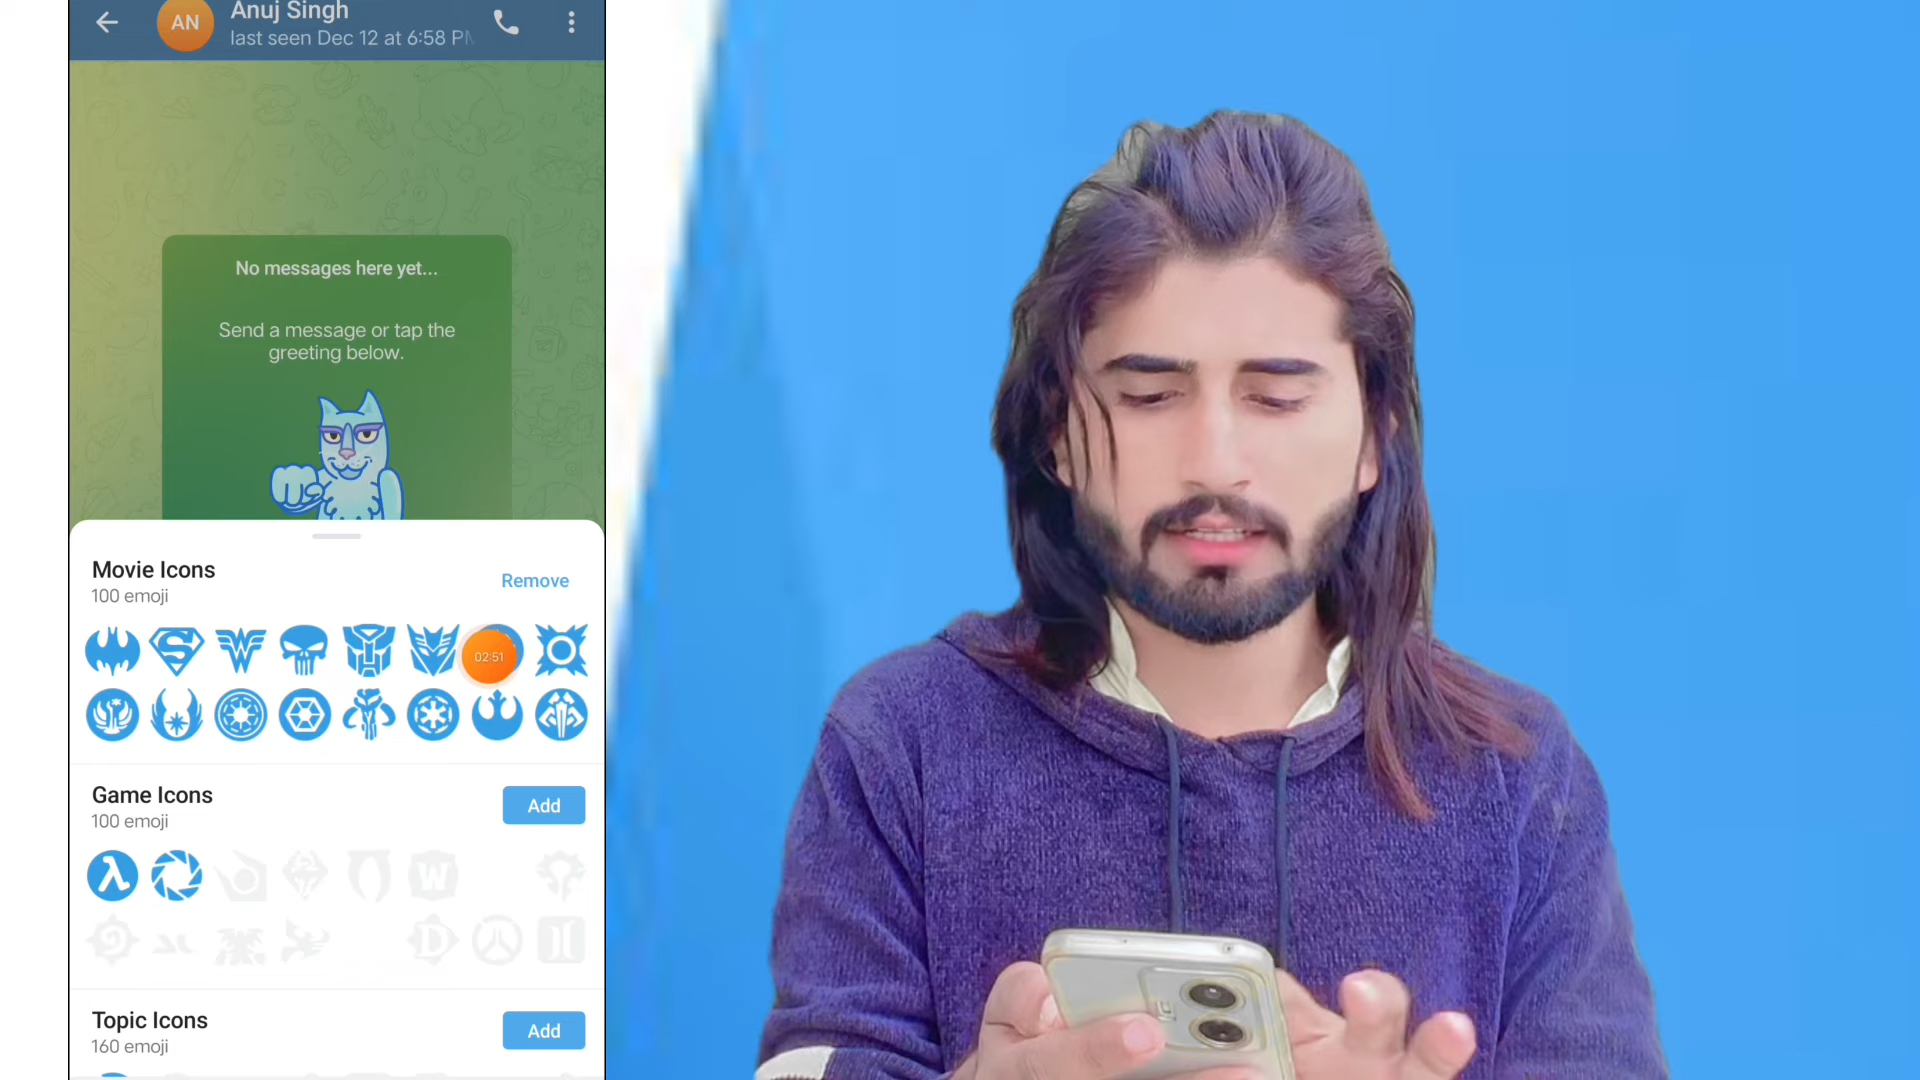 Anuj Singh
AN
last seen Dec 12 at 6:58 PM
No messages here yet...
Send a message or tap the
greeting below.
Movie Icons
Remove
100 emoji
02:51
Game Icons
Add
100 emoji
W
D
Topic Icons
Add
160 emoji